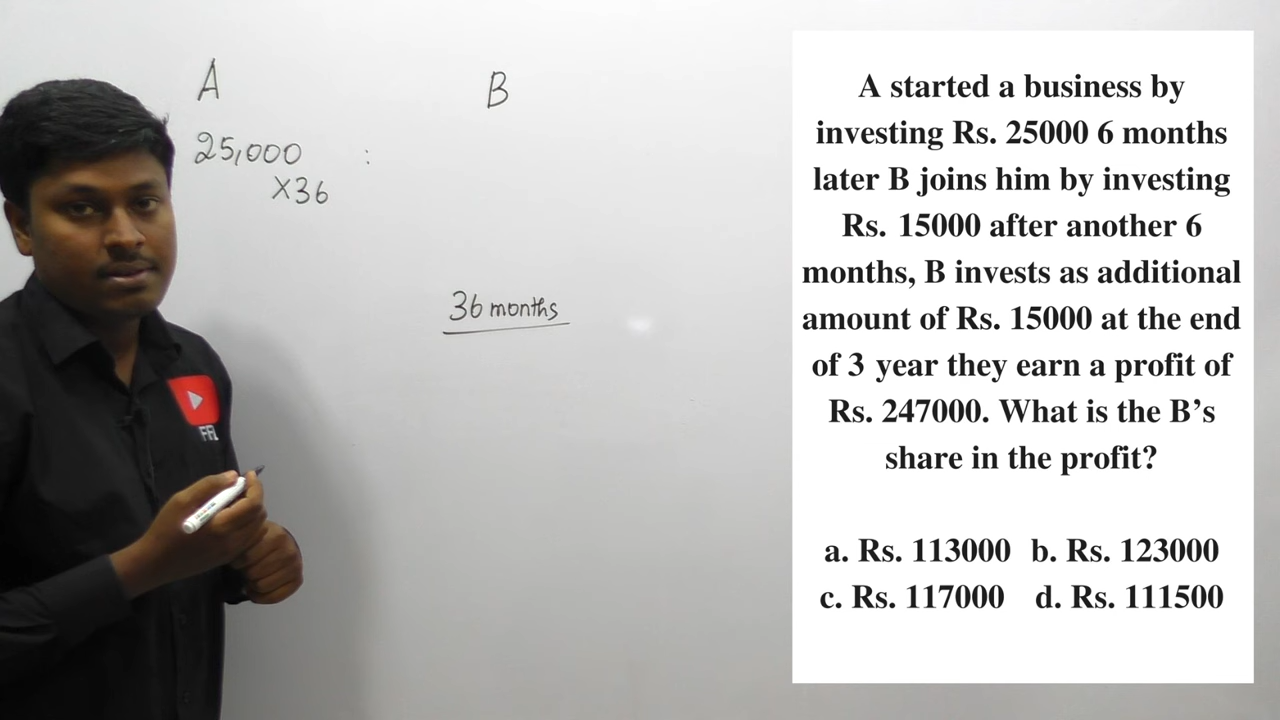 A
B
25,000 :
×36
36 months
FFL
A started a business by
investing Rs. 25000 6 months
later B joins him by investing
Rs. 15000 after another 6
months, B invests as additional
amount of Rs. 15000 at the end
of 3 year they earn a profit of
Rs. 247000. What is the B’s
share in the profit?
a. Rs. 113000 b. Rs. 123000
c. Rs. 117000 d. Rs. 111500